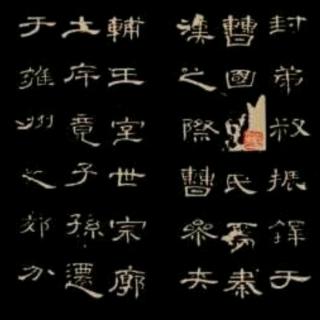 封弟叔振鐸于
曹國因氏焉秦
漢之際曹參夾
輔王室世宗廓
土斥竟子孫遷
于雍州之郊分